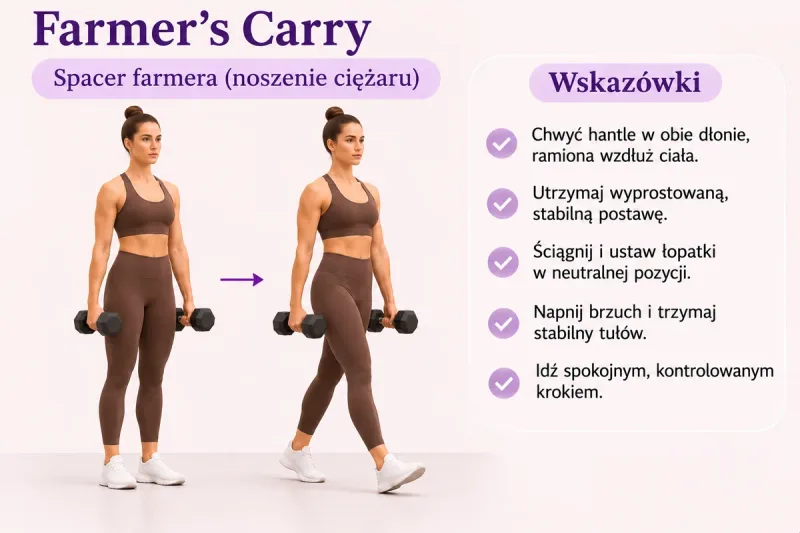 Farmer's Carry
Spacer farmera (noszenie ciężaru)
Wskazówki
Chwyć hantle w obie dłonie,
ramiona wzdłuż ciała.
Utrzymaj wyprostowaną,
stabilną postawę.
Ściągnij i ustaw łopatki
w neutralnej pozycji.
Napnij brzuch i trzymaj
stabilny tułów.
Idź spokojnym, kontrolowanym
krokiem.